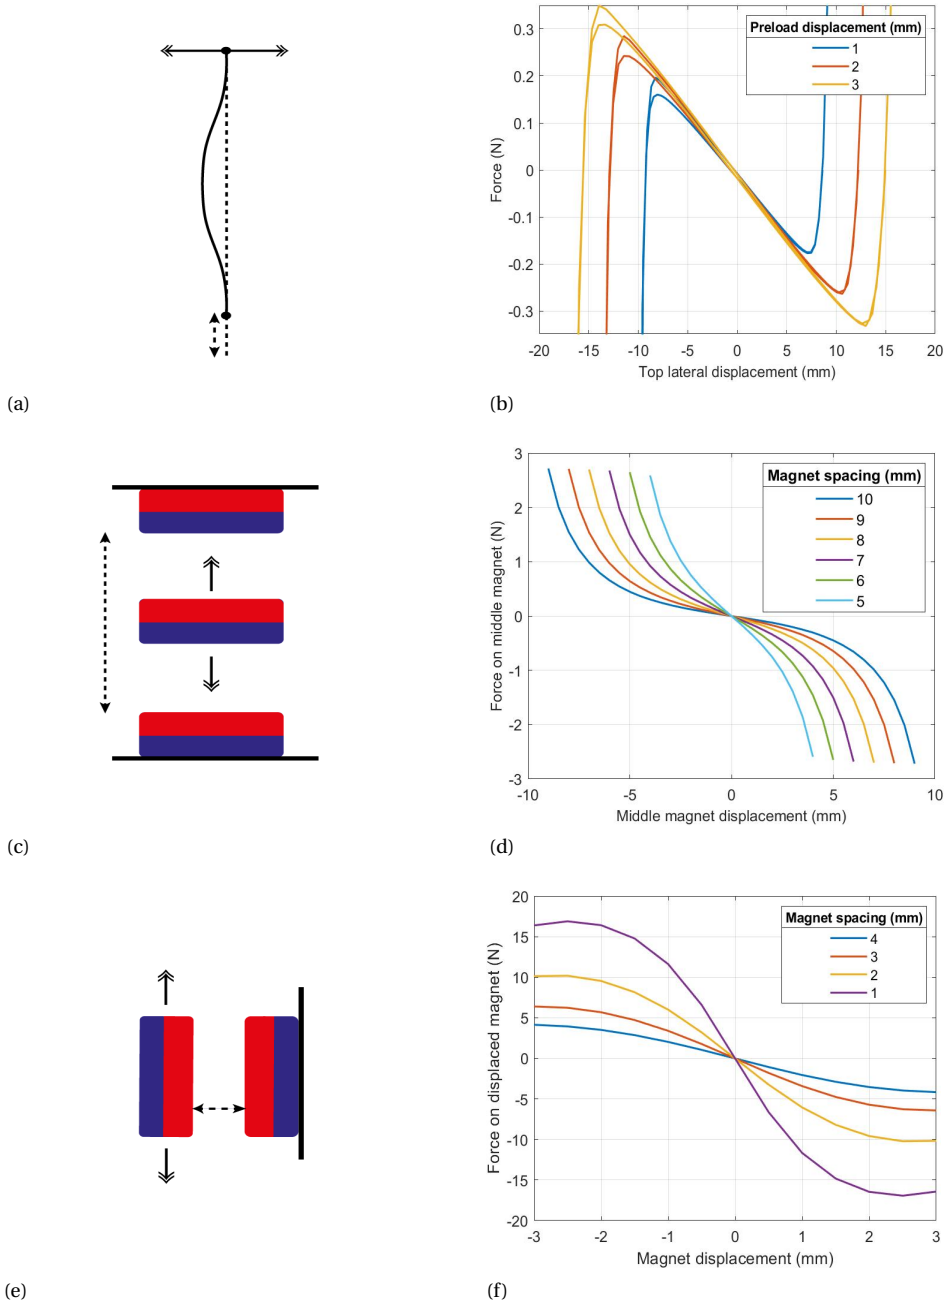 (a)
Force (N)
0.3
0.2
0.1
0
-0.1
-0.2
-0.3
Preload displacement (mm)
1
2
3
-20 -15 -10 -5 0 5 10 15 20
Top lateral displacement (mm)
(b)
(c)
Force on middle magnet (N)
3
2
1
0
-1
-2
-3
Magnet spacing (mm)
10
9
8
7
6
5
-10 -5 0 5 10
Middle magnet displacement (mm)
(d)
(e)
Force on displaced magnet (N)
20
15
10
5
0
-5
-10
-15
-20
Magnet spacing (mm)
4
3
2
1
-3 -2 -1 0 1 2 3
Magnet displacement (mm)
(f)